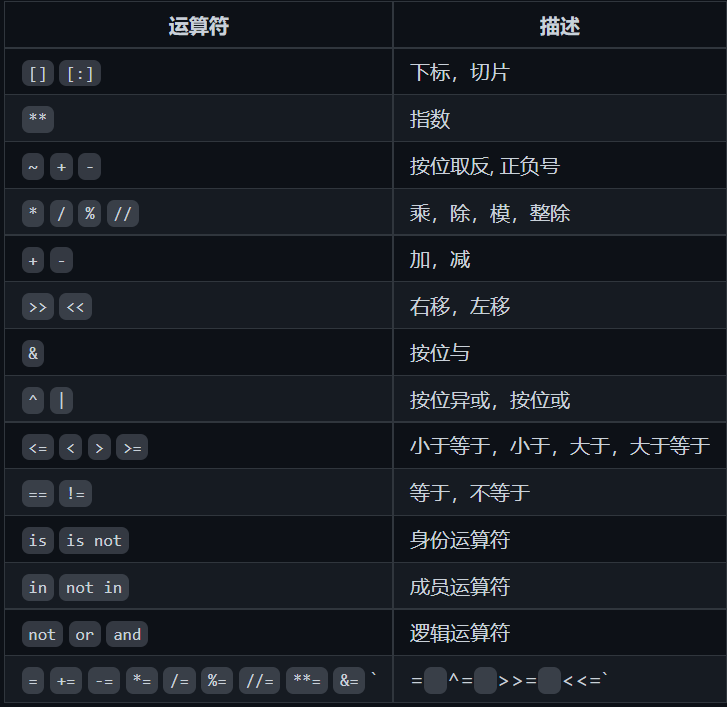 运算符 描述
[] [:] 下标，切片
** 指数
~ + - 按位取反, 正负号
* / % // 乘，除，模，整除
+ - 加，减
>> << 右移，左移
& 按位与
^ | 按位异或，按位或
<= < > >= 小于等于，小于，大于，大于等于
== != 等于，不等于
is is not 身份运算符
in not in 成员运算符
not or and 逻辑运算符
= += -= *= /= %= //= **= &= ` = ^= >>= <<=`